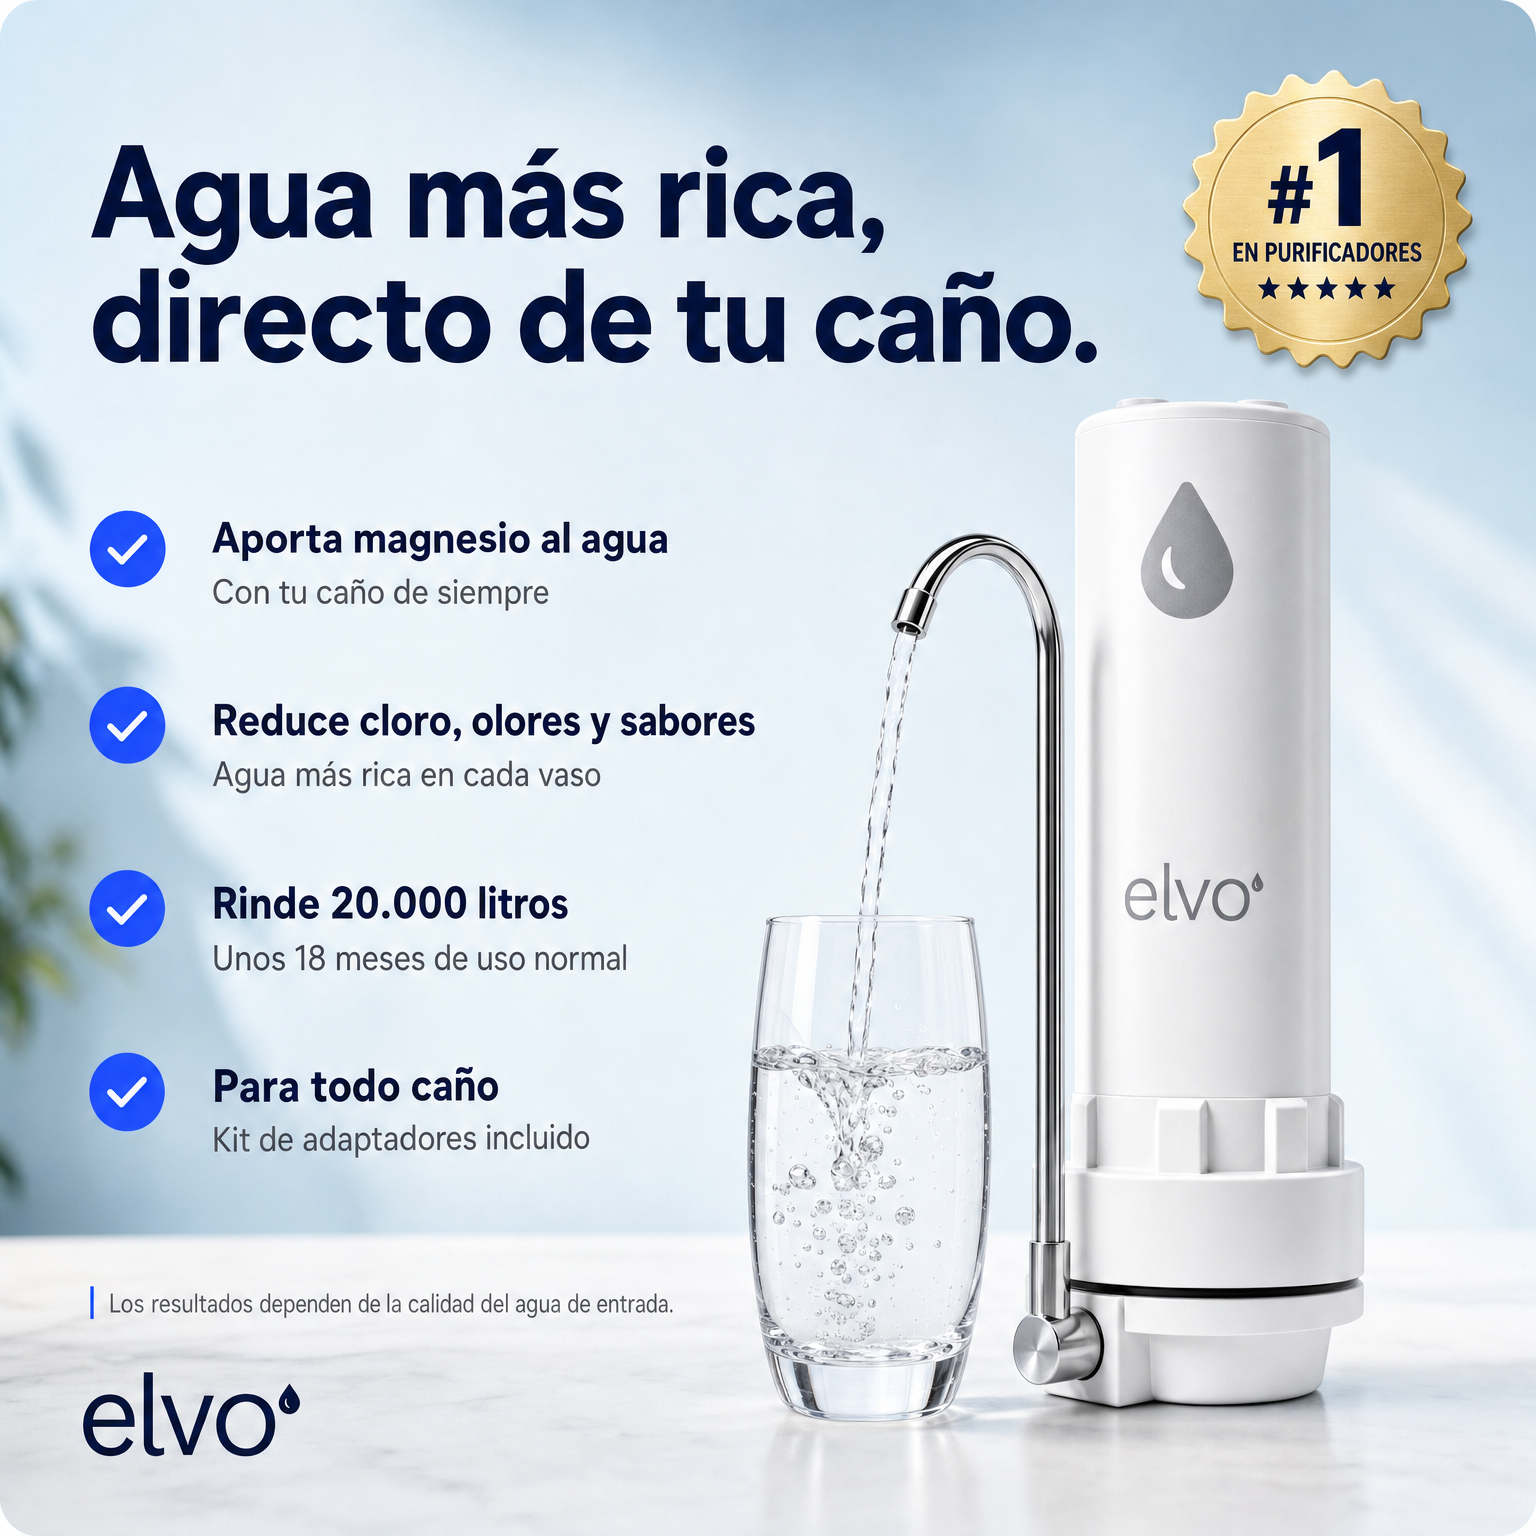 Agua más rica,
directo de tu caño.
#1
EN PURIFICADORES
Aporta magnesio al agua
Con tu caño de siempre
Reduce cloro, olores y sabores
Agua más rica en cada vaso
Rinde 20.000 litros
Unos 18 meses de uso normal
Para todo caño
Kit de adaptadores incluido
elvo
Los resultados dependen de la calidad del agua de entrada.
elvo